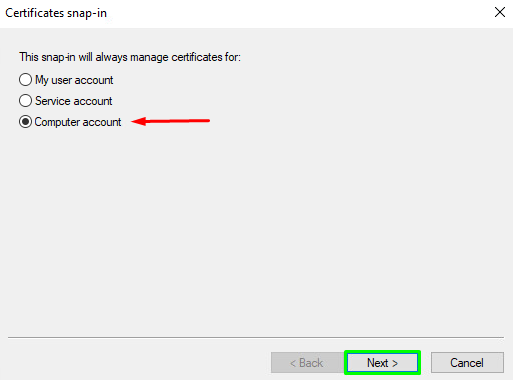 Certificates snap-in
This snap-in will always manage certificates for:
My user account
Service account
Computer account
< Back
Next >
Cancel